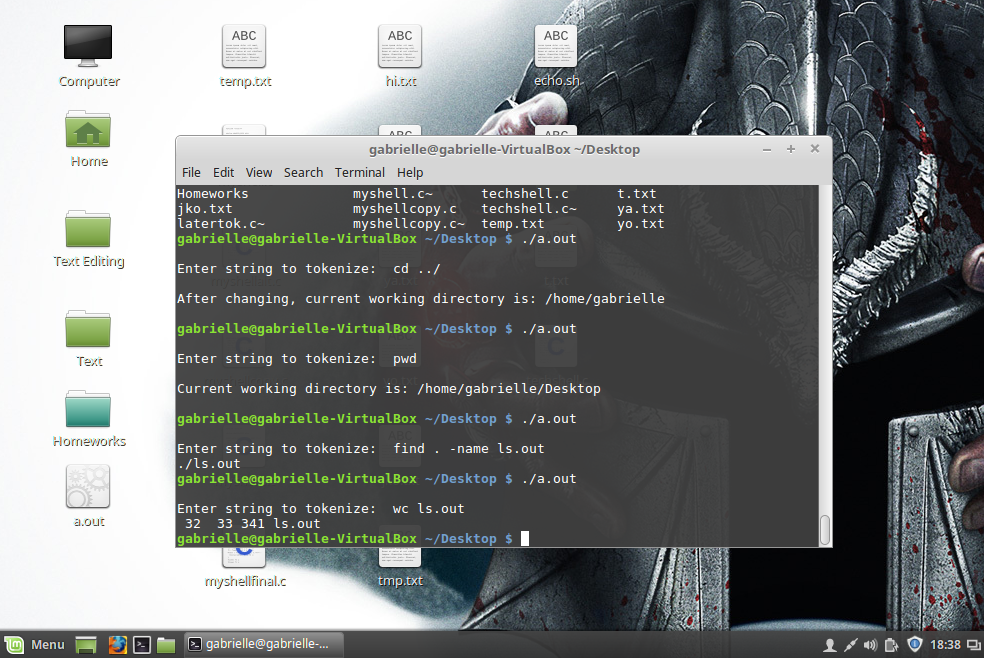 ABC
ABC
ABC
Computer
temp.txt
hi.txt
echo.sh
ABC
ABC
Home
gabrielle@gabrielle-VirtualBox ~/Desktop
File Edit View Search Terminal Help
Homeworks myshell.c~ techshell.c t.txt
jko.txt myshellcopy.c techshell.c~ ya.txt
latertok.c~ myshellcopy.c~ temp.txt yo.txt
gabrielle@gabrielle-VirtualBox ~/Desktop $ ./a.out
Enter string to tokenize: cd ../
After changing, current working directory is: /home/gabrielle
gabrielle@gabrielle-VirtualBox ~/Desktop $ ./a.out
Enter string to tokenize: pwd
Current working directory is: /home/gabrielle/Desktop
gabrielle@gabrielle-VirtualBox ~/Desktop $ ./a.out
Enter string to tokenize: find . -name ls.out
./ls.out
gabrielle@gabrielle-VirtualBox ~/Desktop $ ./a.out
Enter string to tokenize: wc ls.out
32 33 341 ls.out
gabrielle@gabrielle-VirtualBox ~/Desktop $
Text Editing
Text
Homeworks
a.out
C
myshellfinal.c
tmp.txt
Menu
gabrielle@gabrielle-...
18:38